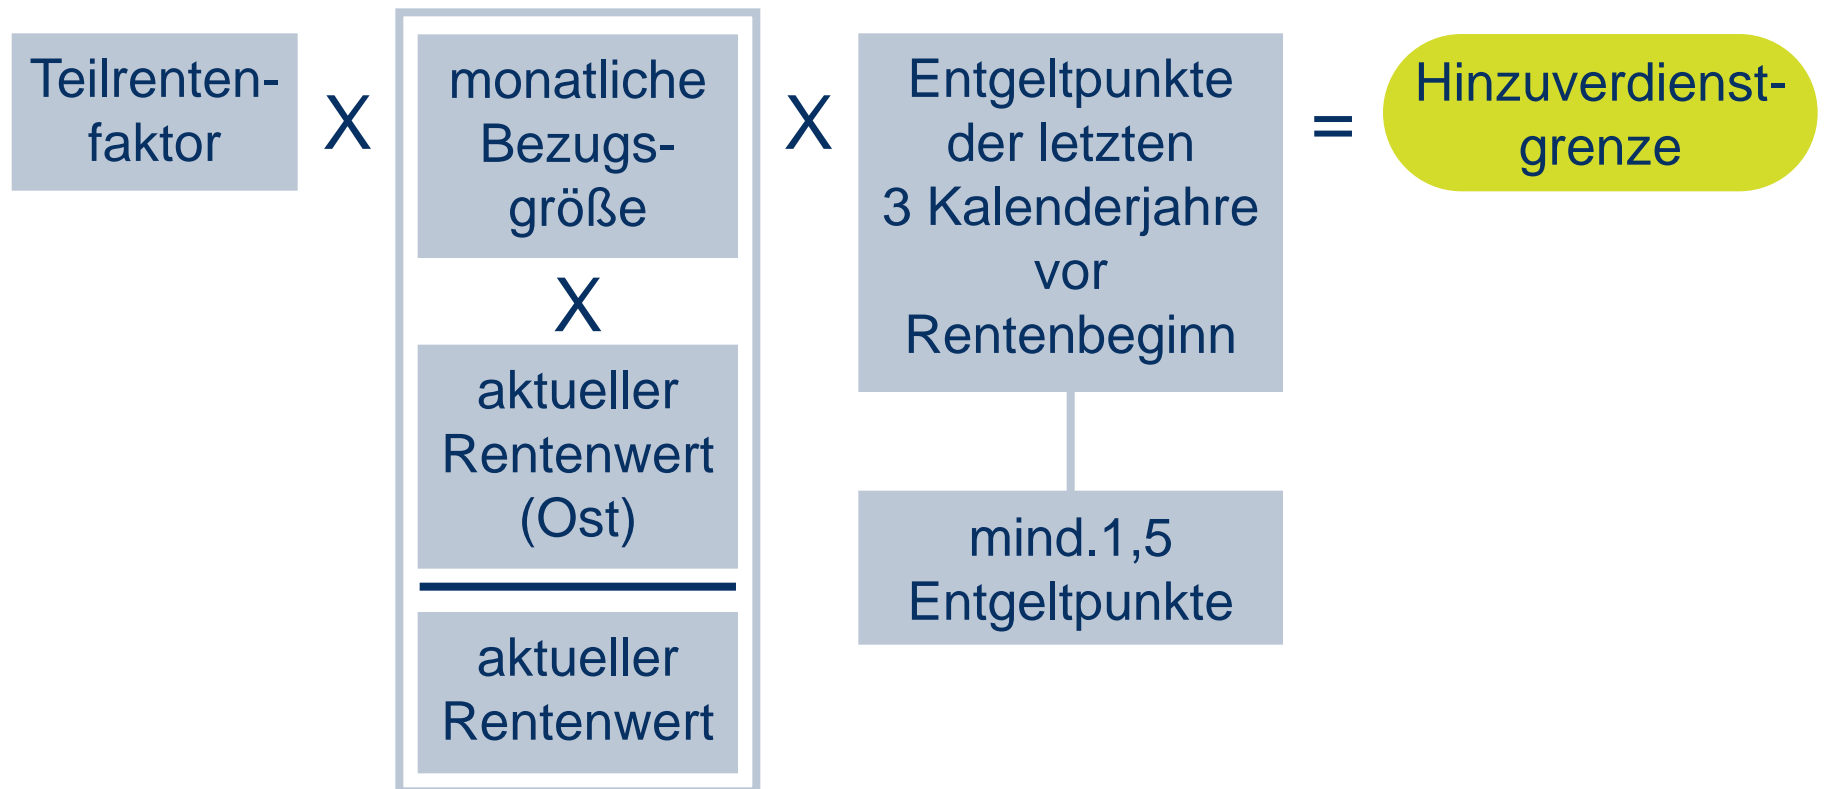 Teilrenten-
faktor
X
monatliche
Bezugs-
größe
X
aktueller
Rentenwert
(Ost)
aktueller
Rentenwert
X
Entgeltpunkte
der letzten
3 Kalenderjahre
vor
Rentenbeginn
mind.1,5
Entgeltpunkte
=
Hinzuverdienst-
grenze